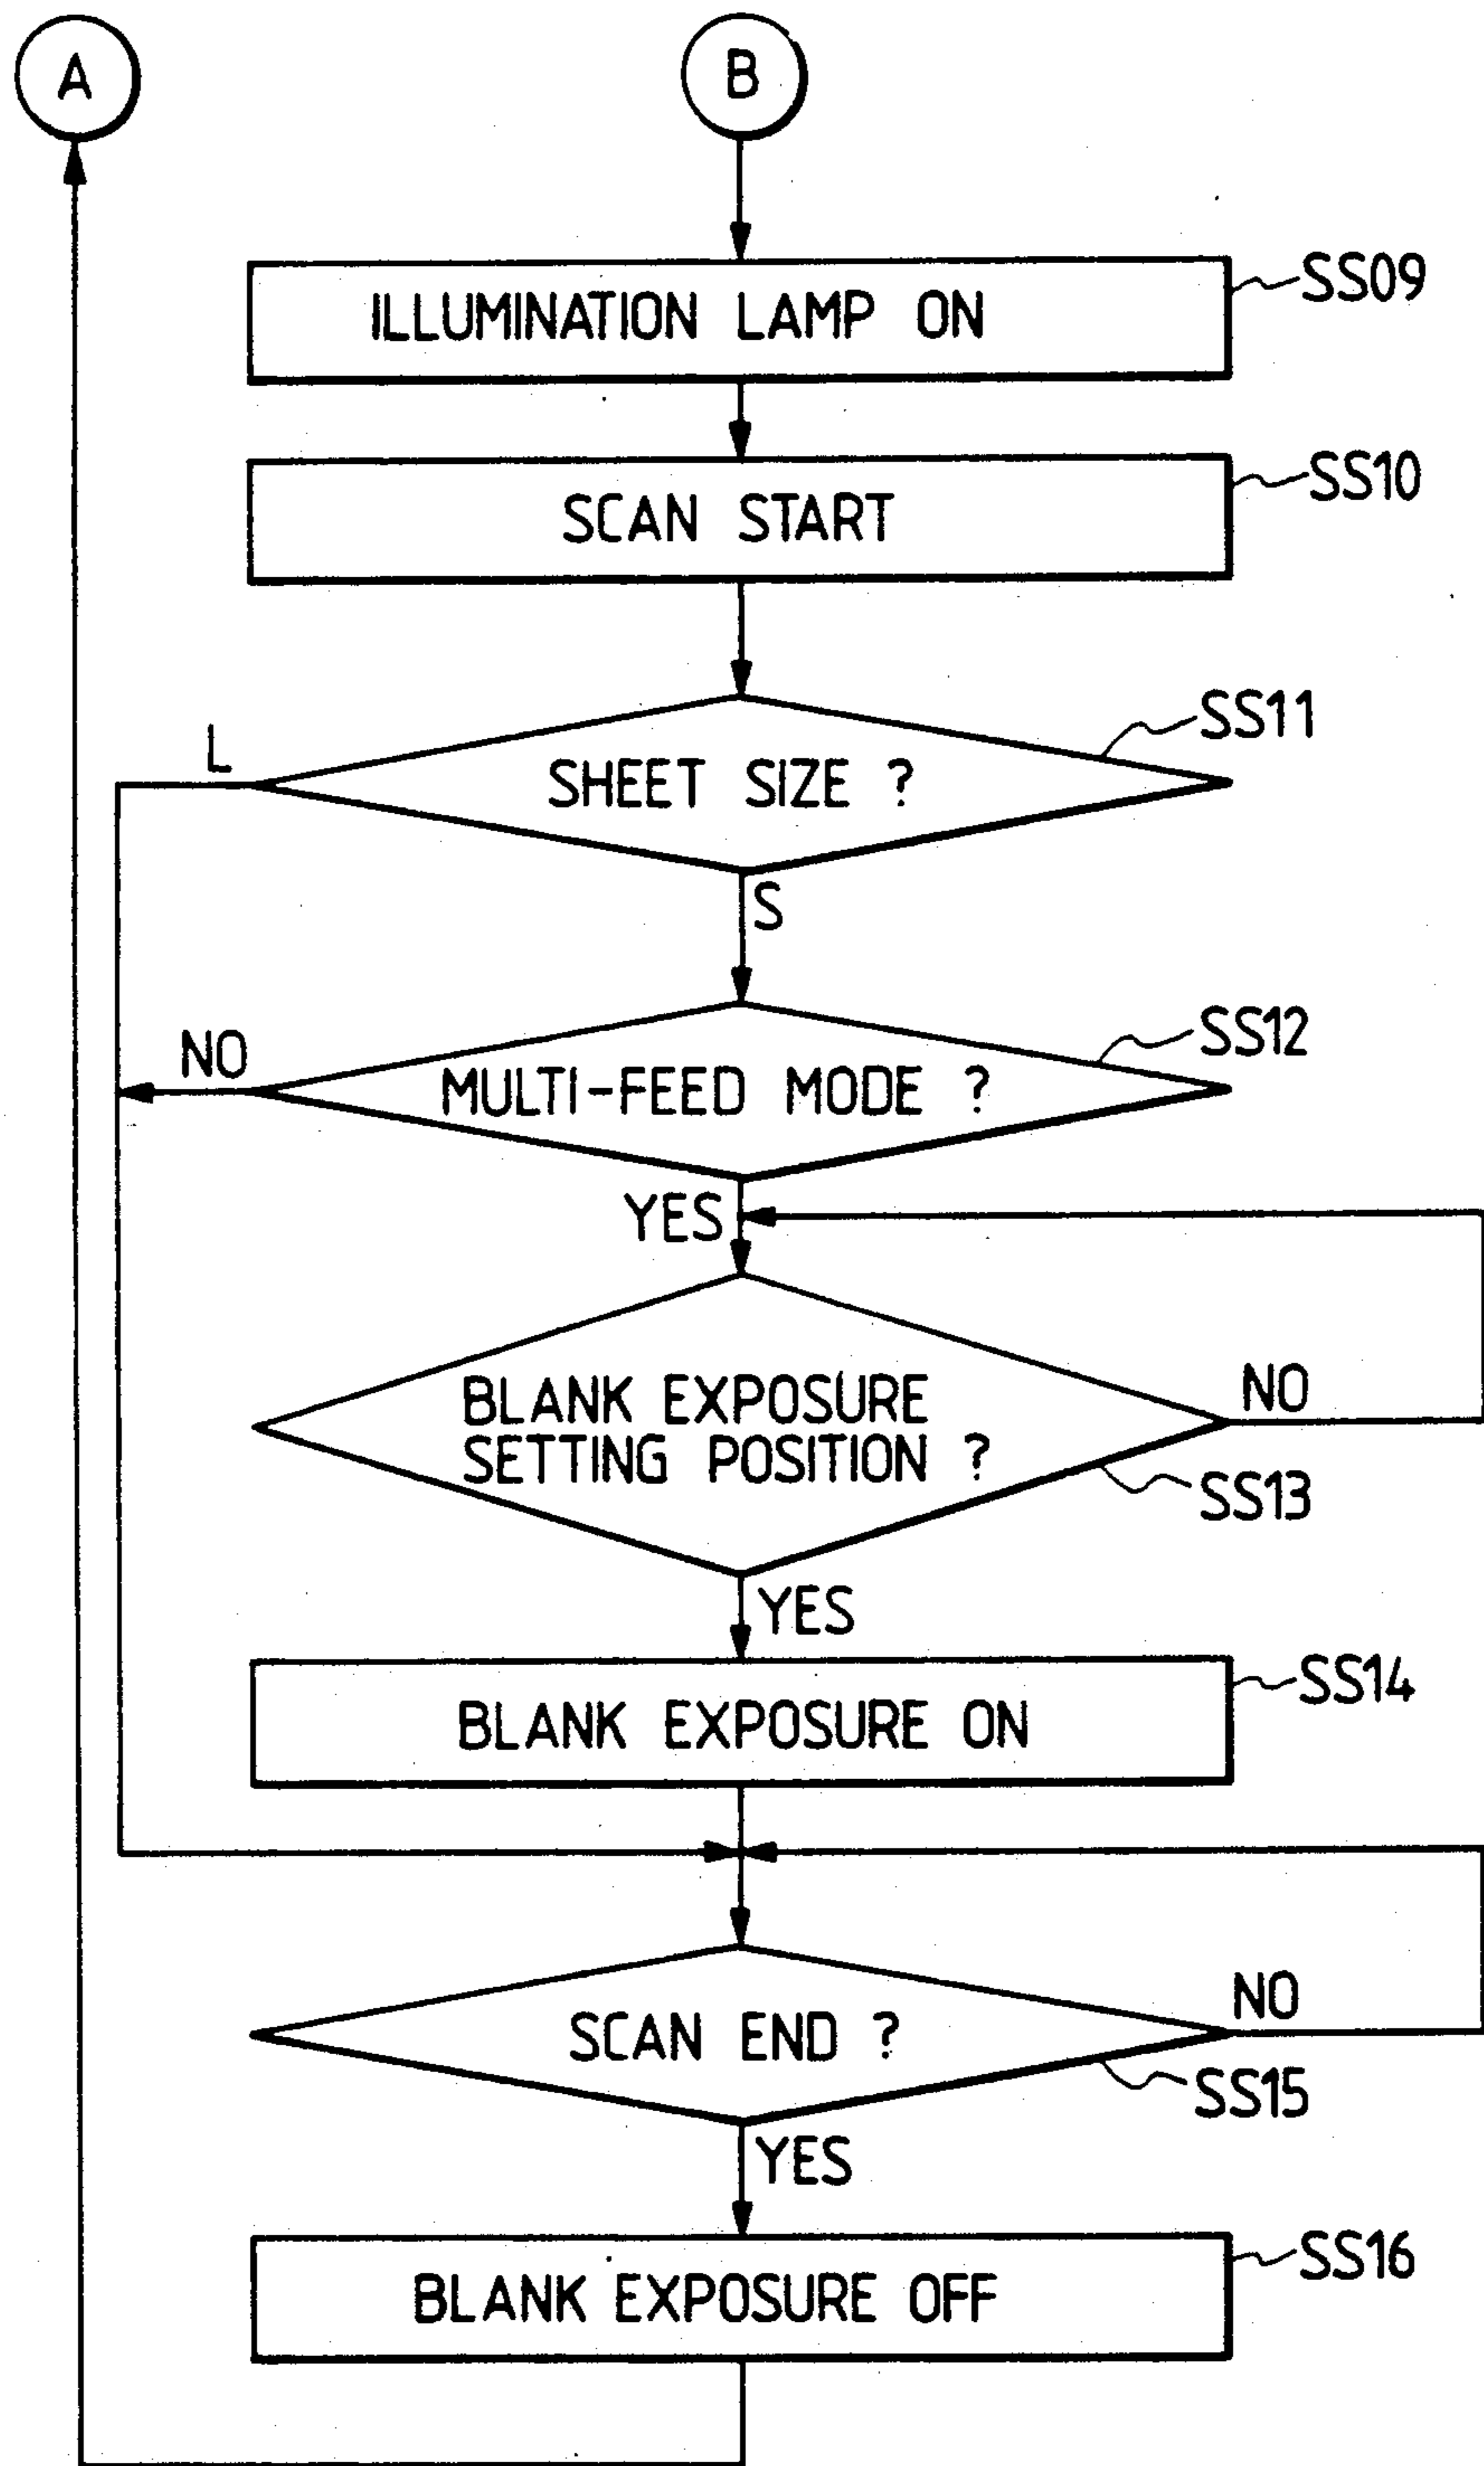 A
B
ILLUMINATION LAMP ON
SS09
SCAN START
SS10
SHEET SIZE ?
SS11
L
S
MULTI-FEED MODE ?
SS12
NO
YES
BLANK EXPOSURE
SETTING POSITION ?
NO
SS13
YES
BLANK EXPOSURE ON
SS14
SCAN END ?
NO
SS15
YES
BLANK EXPOSURE OFF
SS16